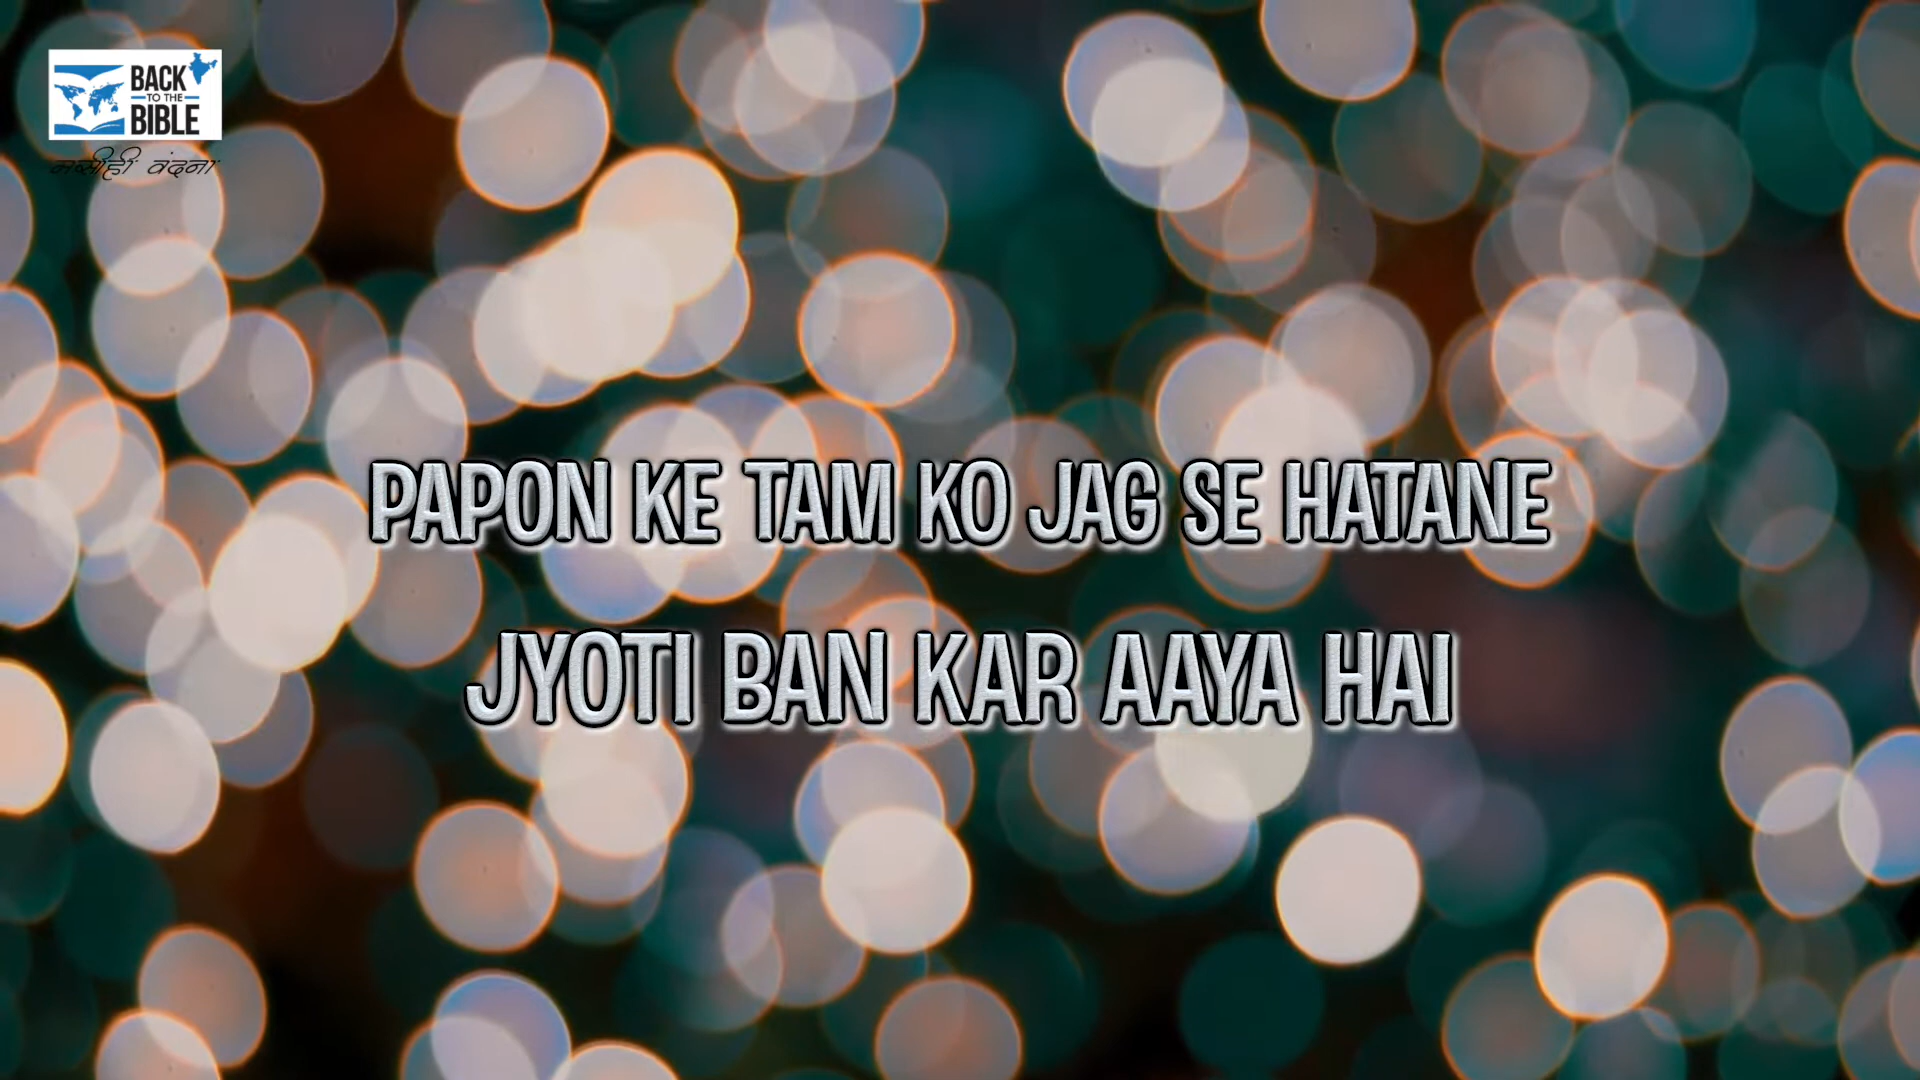 BACK
TO THE
BIBLE
मसीही वंदना
PAPON KE TAM KO JAG SE HATANE
JYOTI BAN KAR AAYA HAI